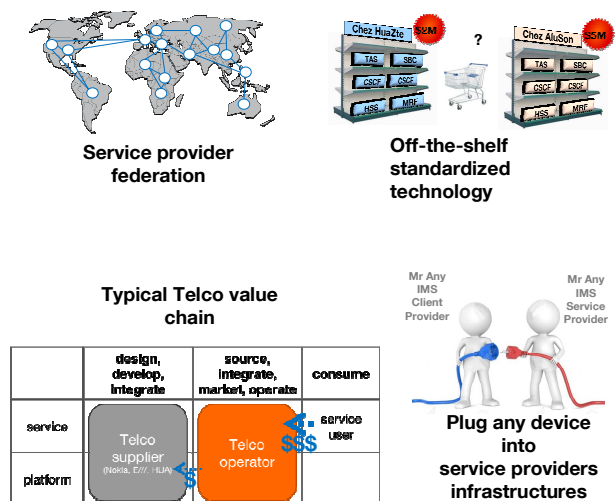 Service provider
federation
Chez HuaZte
$2M
TAS
SBC
CSCF
CSCF
HSS
MRF
?
Chez AluSon
$5M
TAS
SBC
CSCF
CSCF
HSS
MRF
Off-the-shelf
standardized
technology
Typical Telco value
chain
design,
develop,
integrate
source,
integrate,
market, operate
consume
service
platform
Telco
supplier
(Nokia, E///, HUA)
$
Telco
operator
$$$
service
user
Mr Any
IMS
Client
Provider
Mr Any
IMS
Service
Provider
Plug any device
into
service providers
infrastructures